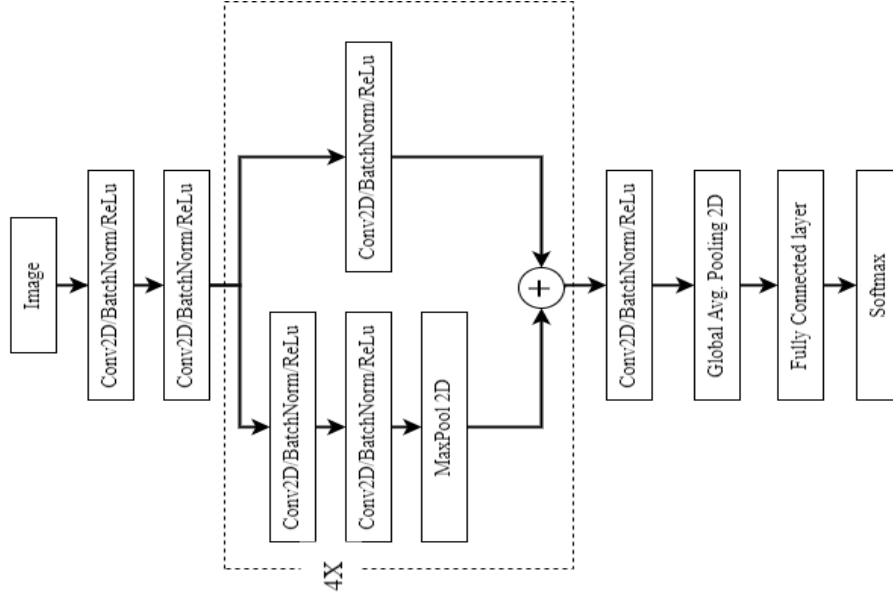 Image
Conv2D/BatchNorm/ReLu
Conv2D/BatchNorm/ReLu
4X
Conv2D/BatchNorm/ReLu
Conv2D/BatchNorm/ReLu
MaxPool 2D
Conv2D/BatchNorm/ReLu
+
Conv2D/BatchNorm/ReLu
Global Avg. Pooling 2D
Fully Connected layer
Softmax